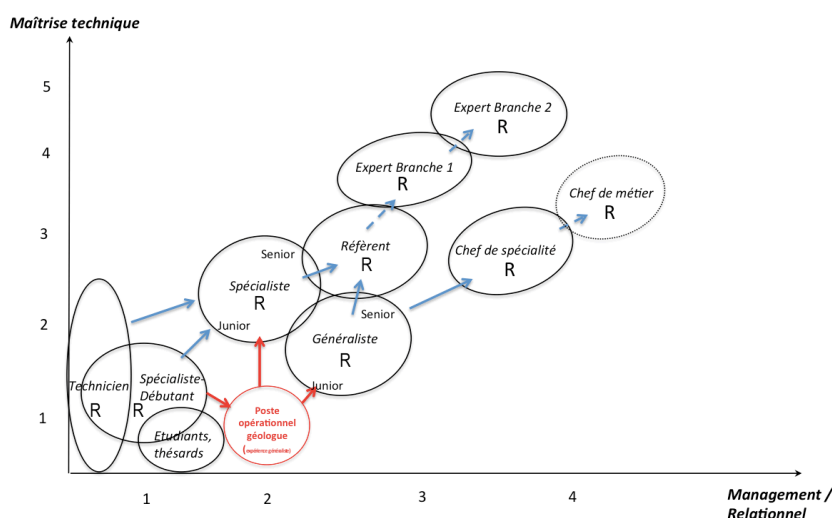 Maîtrise technique
5
Expert Branche 2
R
4
Expert Branche 1
R
Chef de métier
R
3
Senior
Référent
R
Chef de spécialité
R
Spécialiste
R
2
Junior
Senior
Généraliste
R
Junior
Technicien
R
Spécialiste-
Débutant
R
1
Poste
opérationnel
géologue
(expérience généraliste)
Etudiants,
thésards
1
2
3
4
Management /
Relationnel